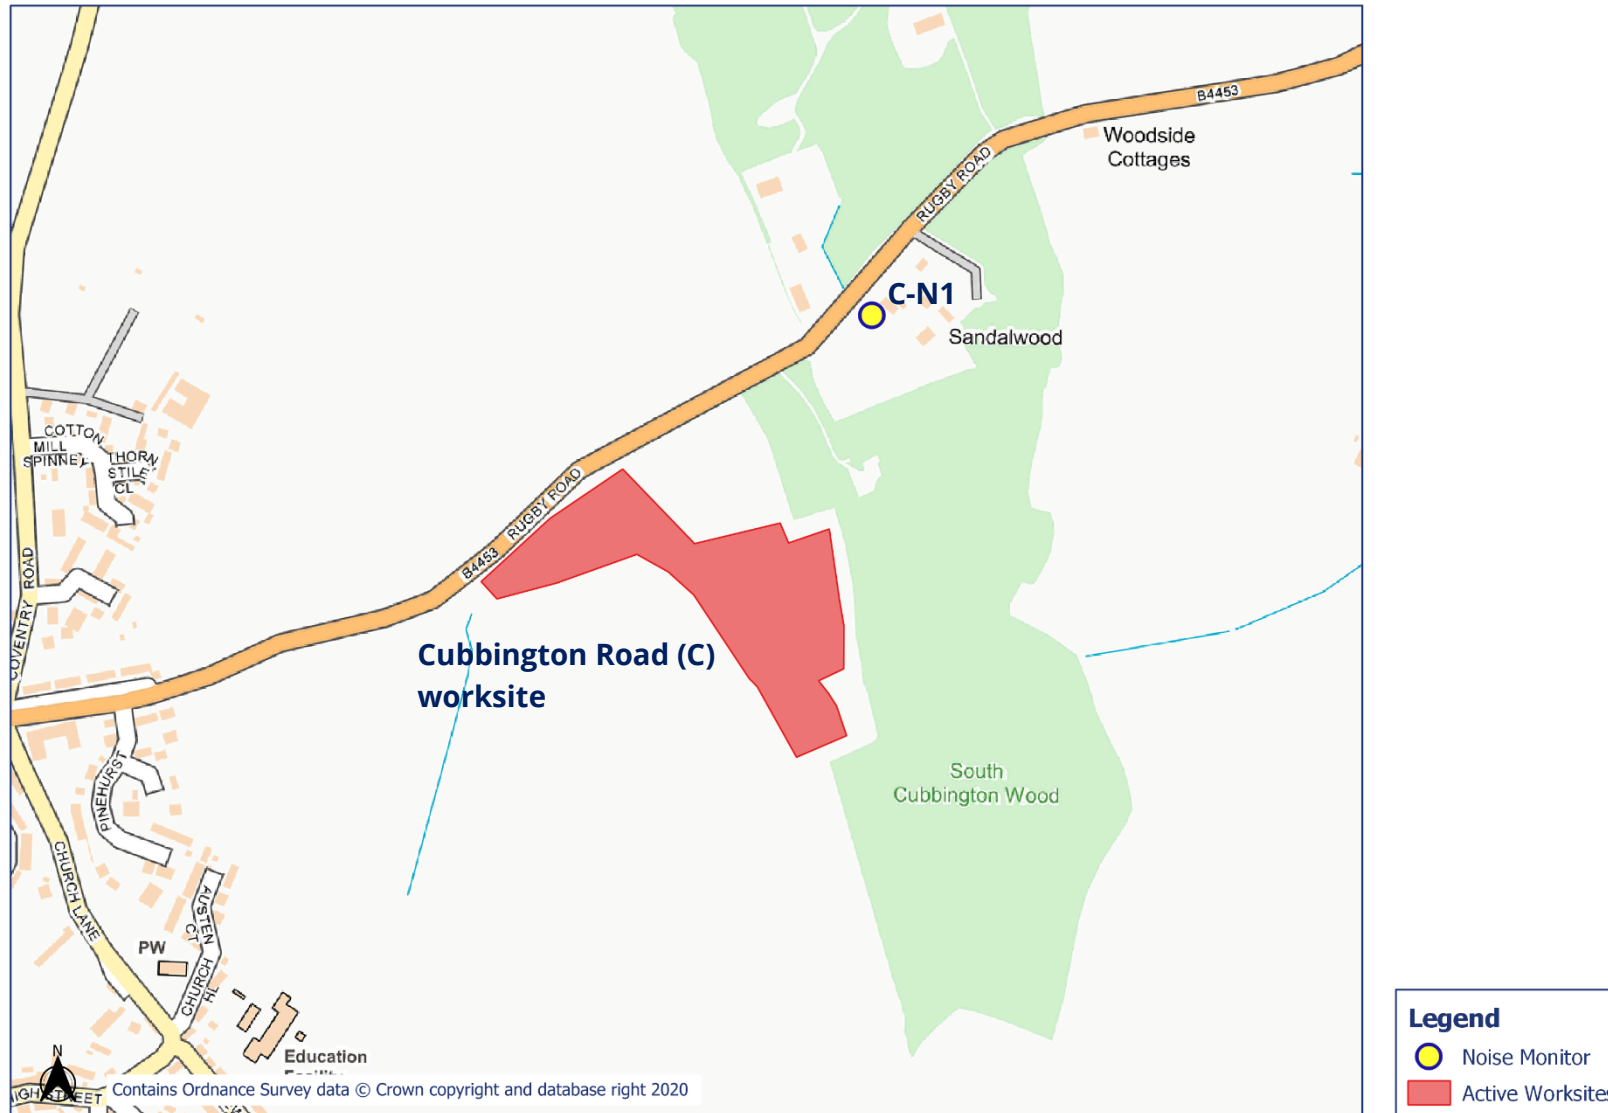 B4453
Woodside
Cottages
RUGBY ROAD
C-N1
Sandalwood
COTTON
MILL
THORN
STILE
CL
RUGBY ROAD
B4453
COVENTRY ROAD
Cubbington Road (C)
worksite
PINEHURST
South
Cubbington Wood
CHURCH LANE
AUSTEN
CT
PW
CHURCH
HL
Education
N
Contains Ordnance Survey data © Crown copyright and database right 2020
Legend
Noise Monitor
Active Worksites